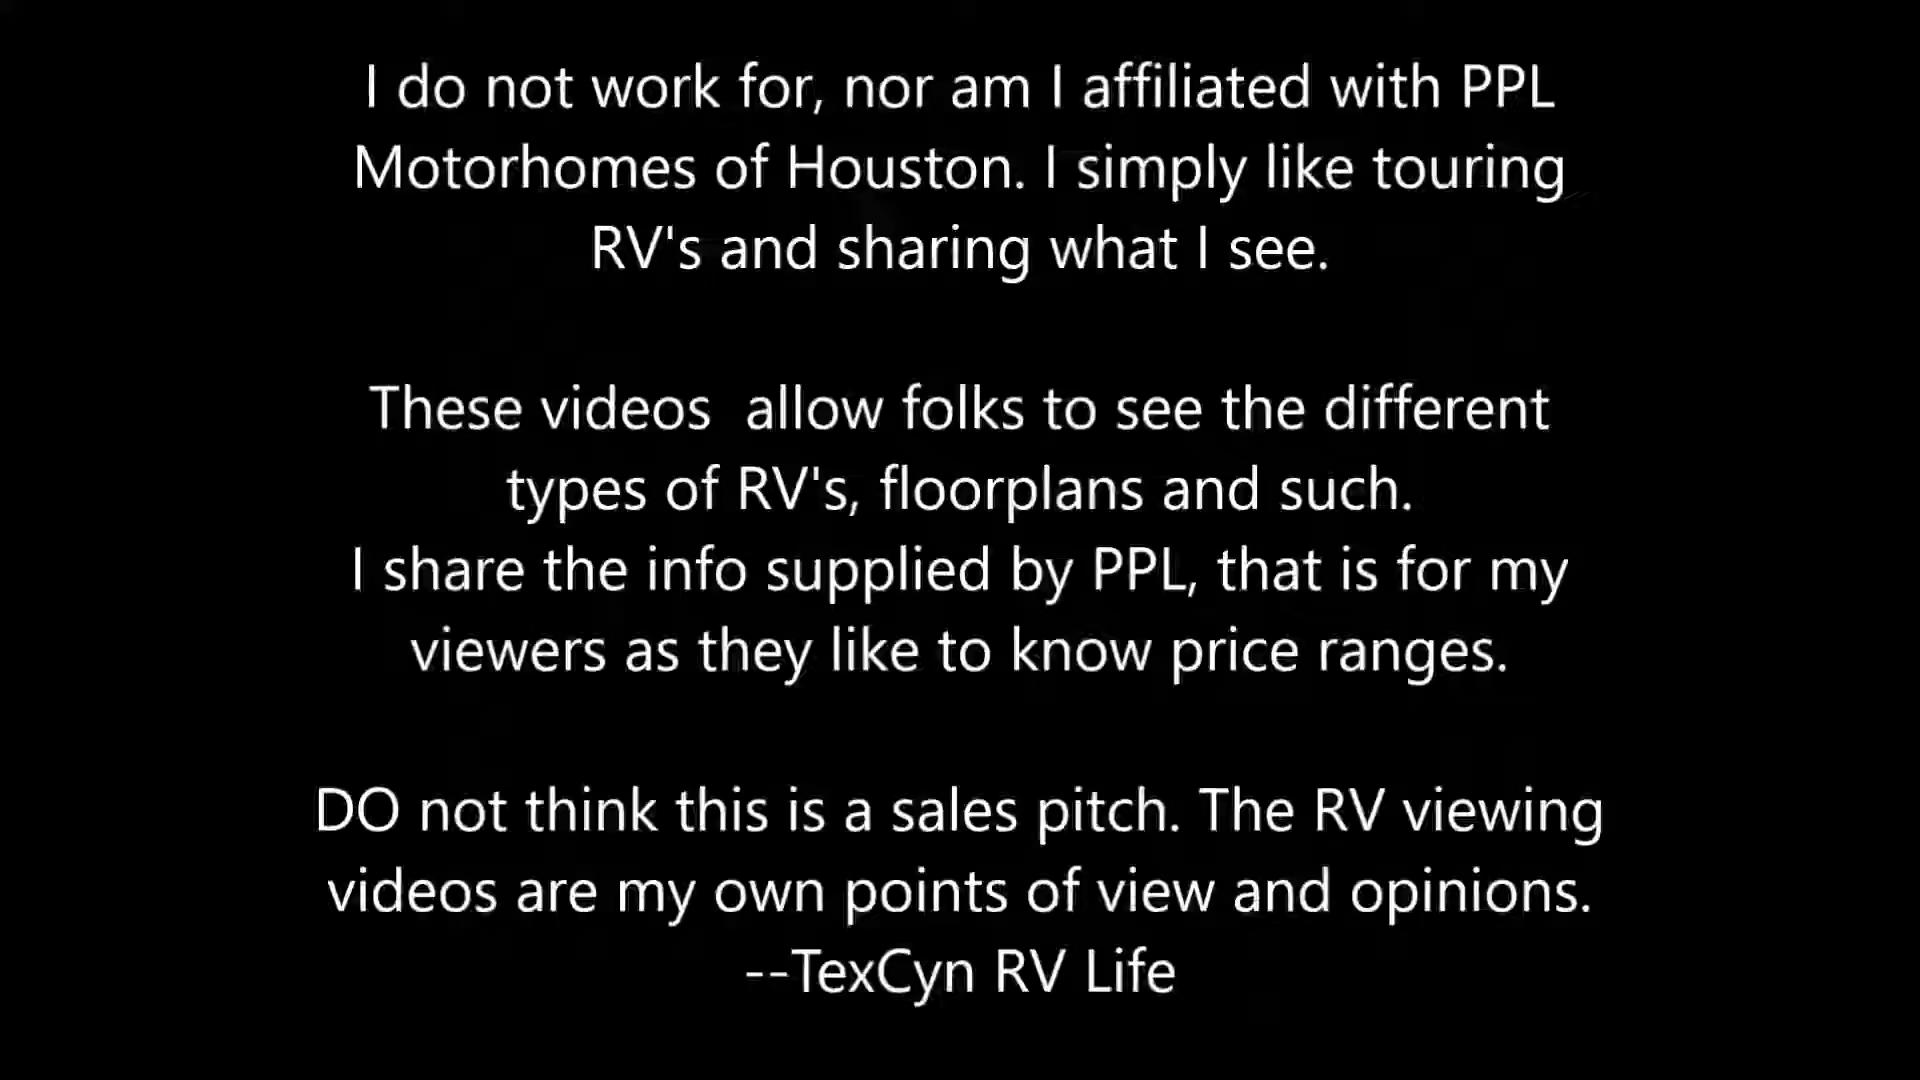 I do not work for, nor am I affiliated with PPL
Motorhomes of Houston. I simply like touring
RV's and sharing what I see.
These videos  allow folks to see the different
types of RV's, floorplans and such.
I share the info supplied by PPL, that is for my
viewers as they like to know price ranges.
DO not think this is a sales pitch. The RV viewing
videos are my own points of view and opinions.
--TexCyn RV Life